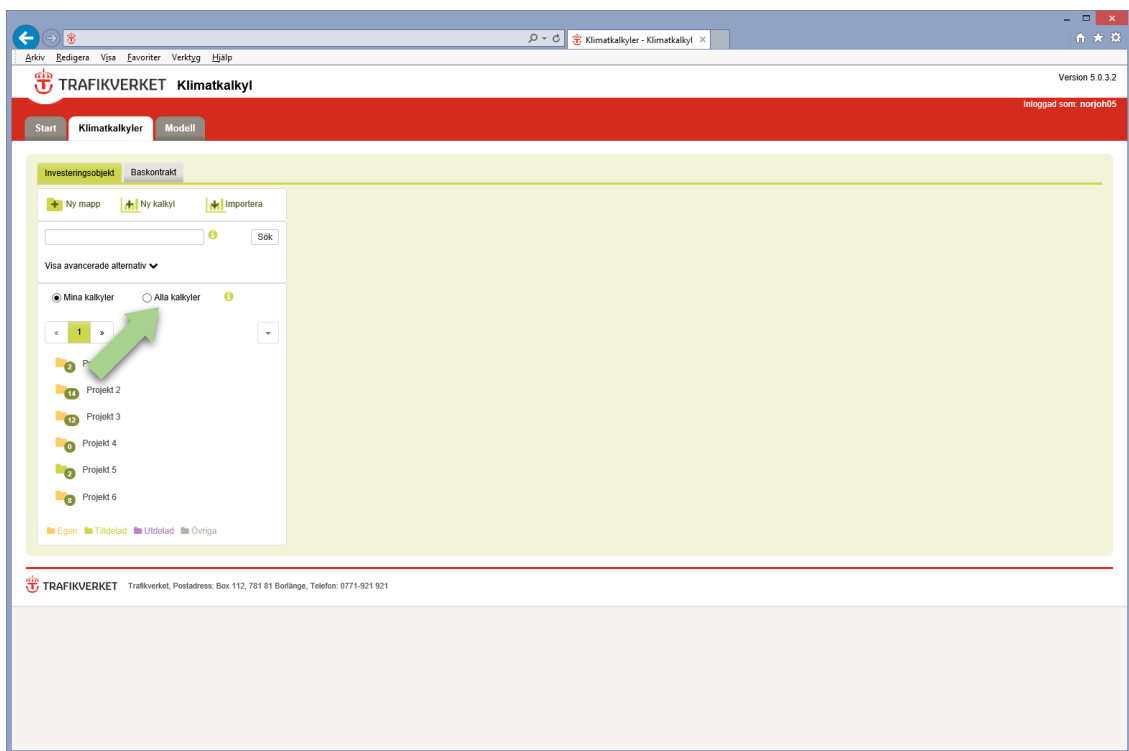 Klimatkalkyler - Klimatkalkyl
Arkiv Redigera Visa Favoriter Verktyg Hjälp
TRAFIKVERKET Klimatkalkyl
Version 5.0.3.2
Inloggad som: norjoh05
Start Klimatkalkyler Modell
Investeringsobjekt Baskontrakt
Ny mapp Ny kalkyl Importera
Sök
Visa avancerade alternativ
Mina kalkyler Alla kalkyler
« 1 »
2
14 Projekt 2
12 Projekt 3
0 Projekt 4
2 Projekt 5
8 Projekt 6
Egen Tilldelad Utdelad Övriga
TRAFIKVERKET Trafikverket, Postadress: Box 112, 781 81 Borlänge, Telefon: 0771-921 921